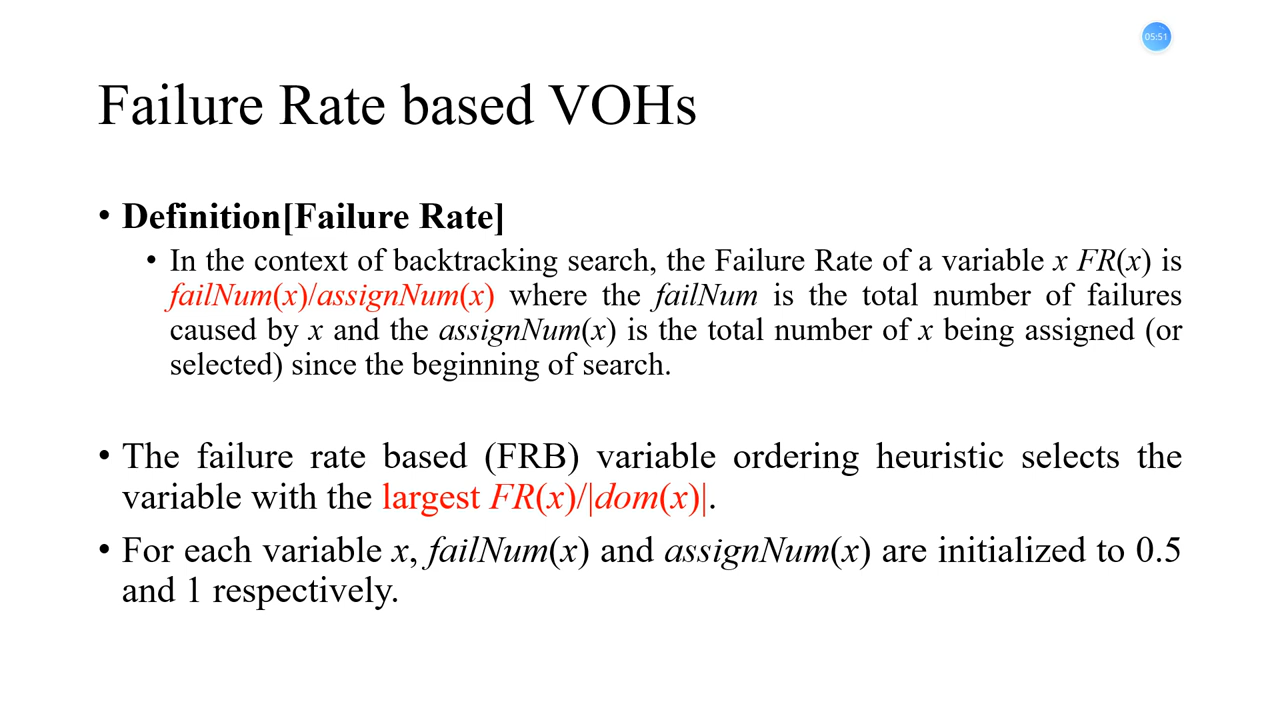 05:51
Failure Rate based VOHs
• Definition[Failure Rate]
• In the context of backtracking search, the Failure Rate of a variable x FR(x) is
failNum(x)/assignNum(x) where the failNum is the total number of failures
caused by x and the assignNum(x) is the total number of x being assigned (or
selected) since the beginning of search.
• The failure rate based (FRB) variable ordering heuristic selects the
variable with the largest FR(x)/|dom(x)|.
• For each variable x, failNum(x) and assignNum(x) are initialized to 0.5
and 1 respectively.